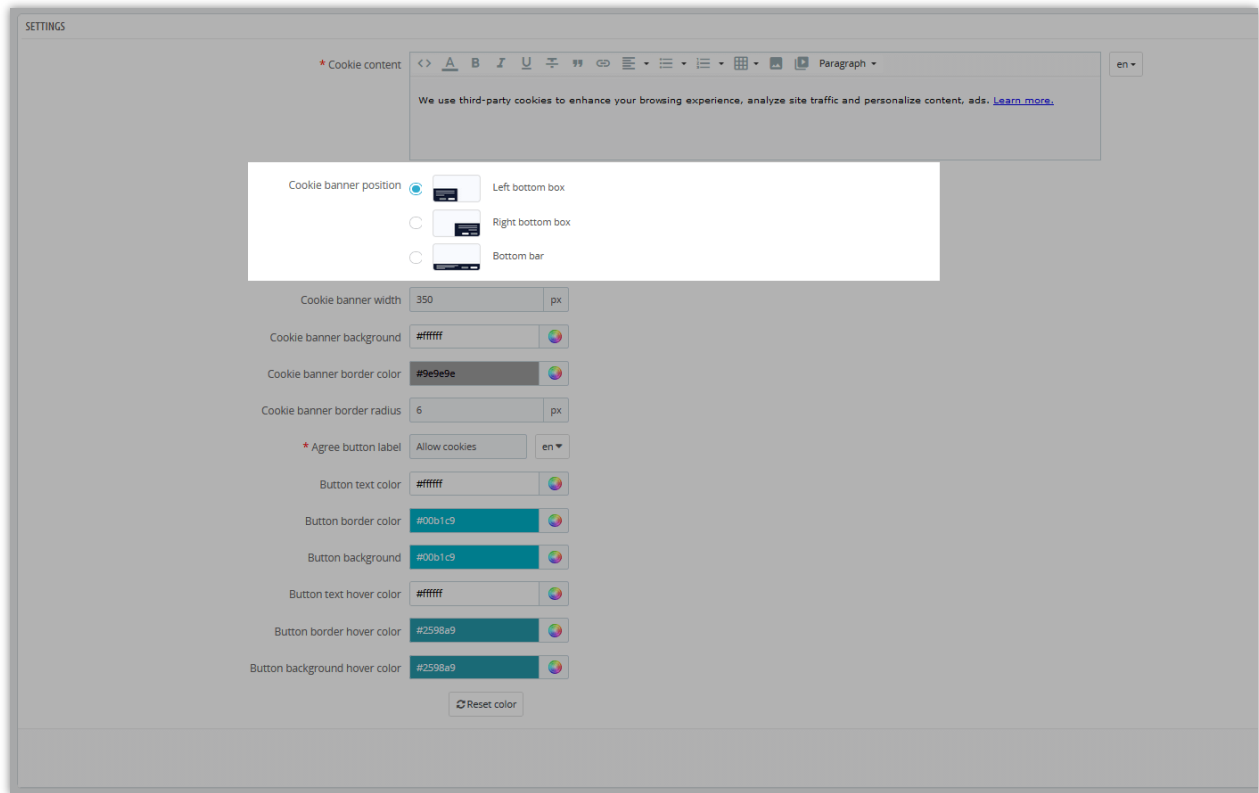 SETTINGS
* Cookie content
<> A B I U Paragraph
en
We use third-party cookies to enhance your browsing experience, analyze site traffic and personalize content, ads. Learn more.
Cookie banner position
Left bottom box
Right bottom box
Bottom bar
Cookie banner width 350 px
Cookie banner background #ffffff
Cookie banner border color #9e9e9e
Cookie banner border radius 6 px
* Agree button label Allow cookies en
Button text color #ffffff
Button border color #00b1c9
Button background #00b1c9
Button text hover color #ffffff
Button border hover color #2598a9
Button background hover color #2598a9
Reset color